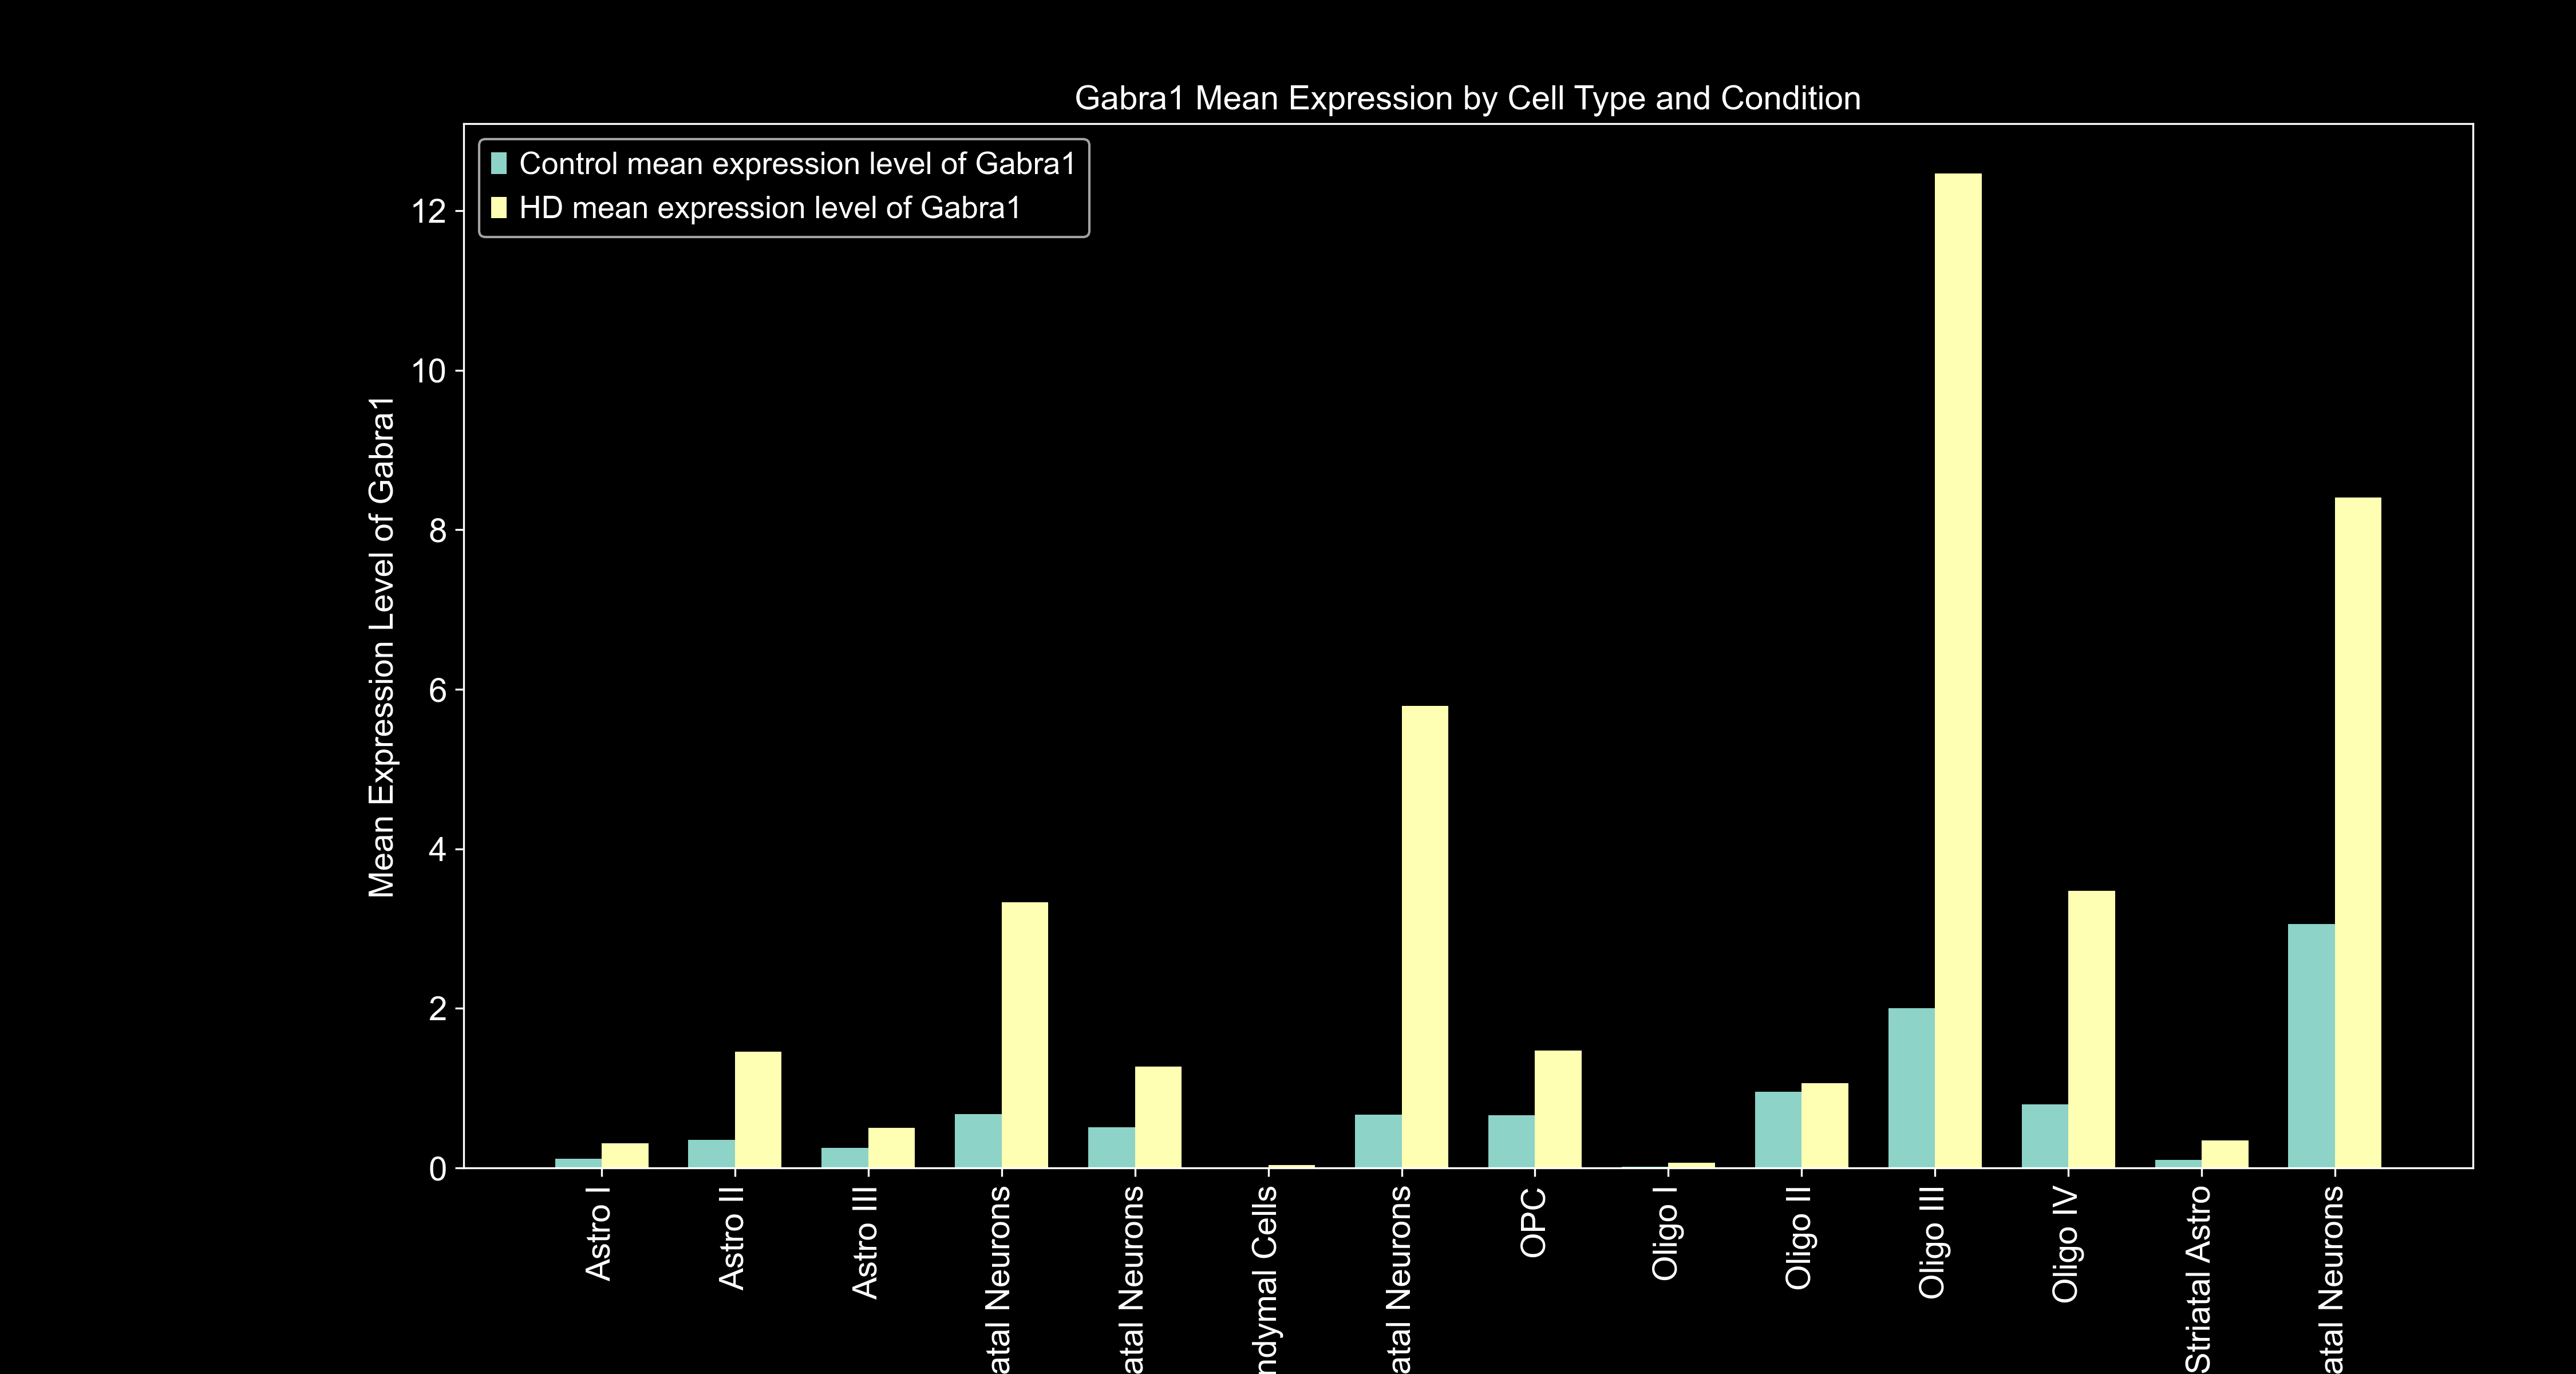 Gabra1 Mean Expression by Cell Type and Condition
Control mean expression level of Gabra1
HD mean expression level of Gabra1
Mean Expression Level of Gabra1
12
10
8
6
4
2
0
Astro I
Astro II
Astro III
atal Neurons
atal Neurons
ndymal Cells
atal Neurons
OPC
Oligo I
Oligo II
Oligo III
Oligo IV
Striatal Astro
atal Neurons